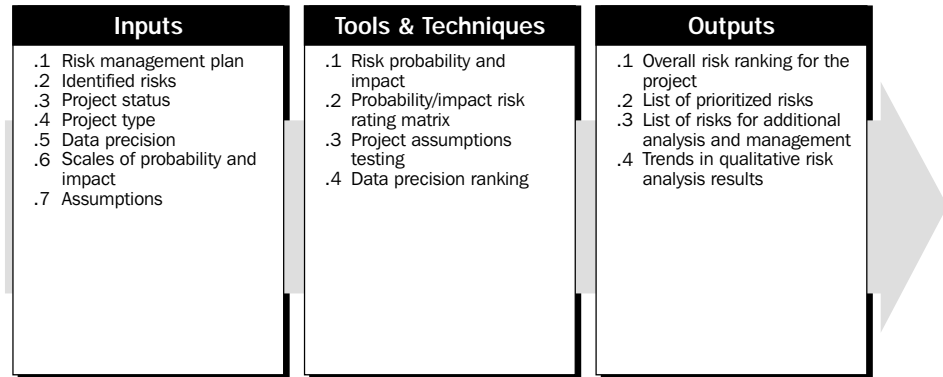 Inputs
.1 Risk management plan
.2 Identified risks
.3 Project status
.4 Project type
.5 Data precision
.6 Scales of probability and
impact
.7 Assumptions
Tools & Techniques
.1 Risk probability and
impact
.2 Probability/impact risk
rating matrix
.3 Project assumptions
testing
.4 Data precision ranking
Outputs
.1 Overall risk ranking for the
project
.2 List of prioritized risks
.3 List of risks for additional
analysis and management
.4 Trends in qualitative risk
analysis results